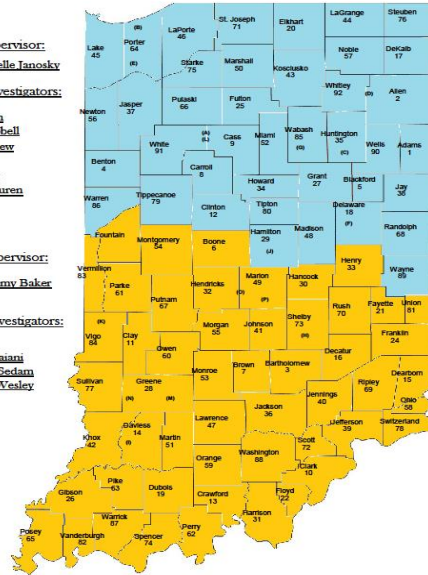 pervisor:
elle Janosky
vestigators:
bell
ew
uren
pervisor:
my Baker
vestigators:
aiani
Sedam
Wesley
St. Joseph
71
Elkhart
20
LaGrange
44
Steuben
76
LaPorte
46
(B)
Porter
64
(E)
Lake
45
Noble
57
DeKalb
17
Starke
75
Marshall
50
Kosciusko
43
Whitley
92
(D)
Allen
2
Jasper
37
Newton
56
Pulaski
66
Fulton
25
(A)
(L)
Cass
9
Miami
52
Wabash
85
(G)
Huntington
35
(C)
Wells
90
Adams
1
White
91
Benton
4
Carroll
8
Howard
34
Grant
27
Blackford
5
Jay
38
Warren
86
Tippecanoe
79
Clinton
12
Tipton
80
Delaware
18
(F)
Hamilton
29
(J)
Madison
48
Randolph
68
Fountain
Montgomery
54
Boone
6
Henry
33
Wayne
89
Vermillion
83
Parke
61
Hendricks
32
Marion
49
(O)
(P)
Hancock
30
Putnam
67
Rush
70
Fayette
21
Union
81
(K)
Vigo
84
Clay
11
Morgan
55
Johnson
41
Shelby
73
(H)
Franklin
24
Owen
60
Decatur
16
Monroe
53
Brown
7
Bartholomew
3
Dearborn
15
Ripley
69
Sullivan
77
Greene
28
(N)
(M)
Jennings
40
Ohio
58
Jackson
36
Lawrence
47
Switzerland
78
Jefferson
39
Knox
42
Daviess
14
(I)
Martin
51
Scott
72
Orange
59
Washington
88
Clark
10
Pike
63
Dubois
19
Gibson
26
Crawford
13
Floyd
22
Harrison
31
Posey
65
Vanderburgh
82
Warrick
87
Spencer
74
Perry
62